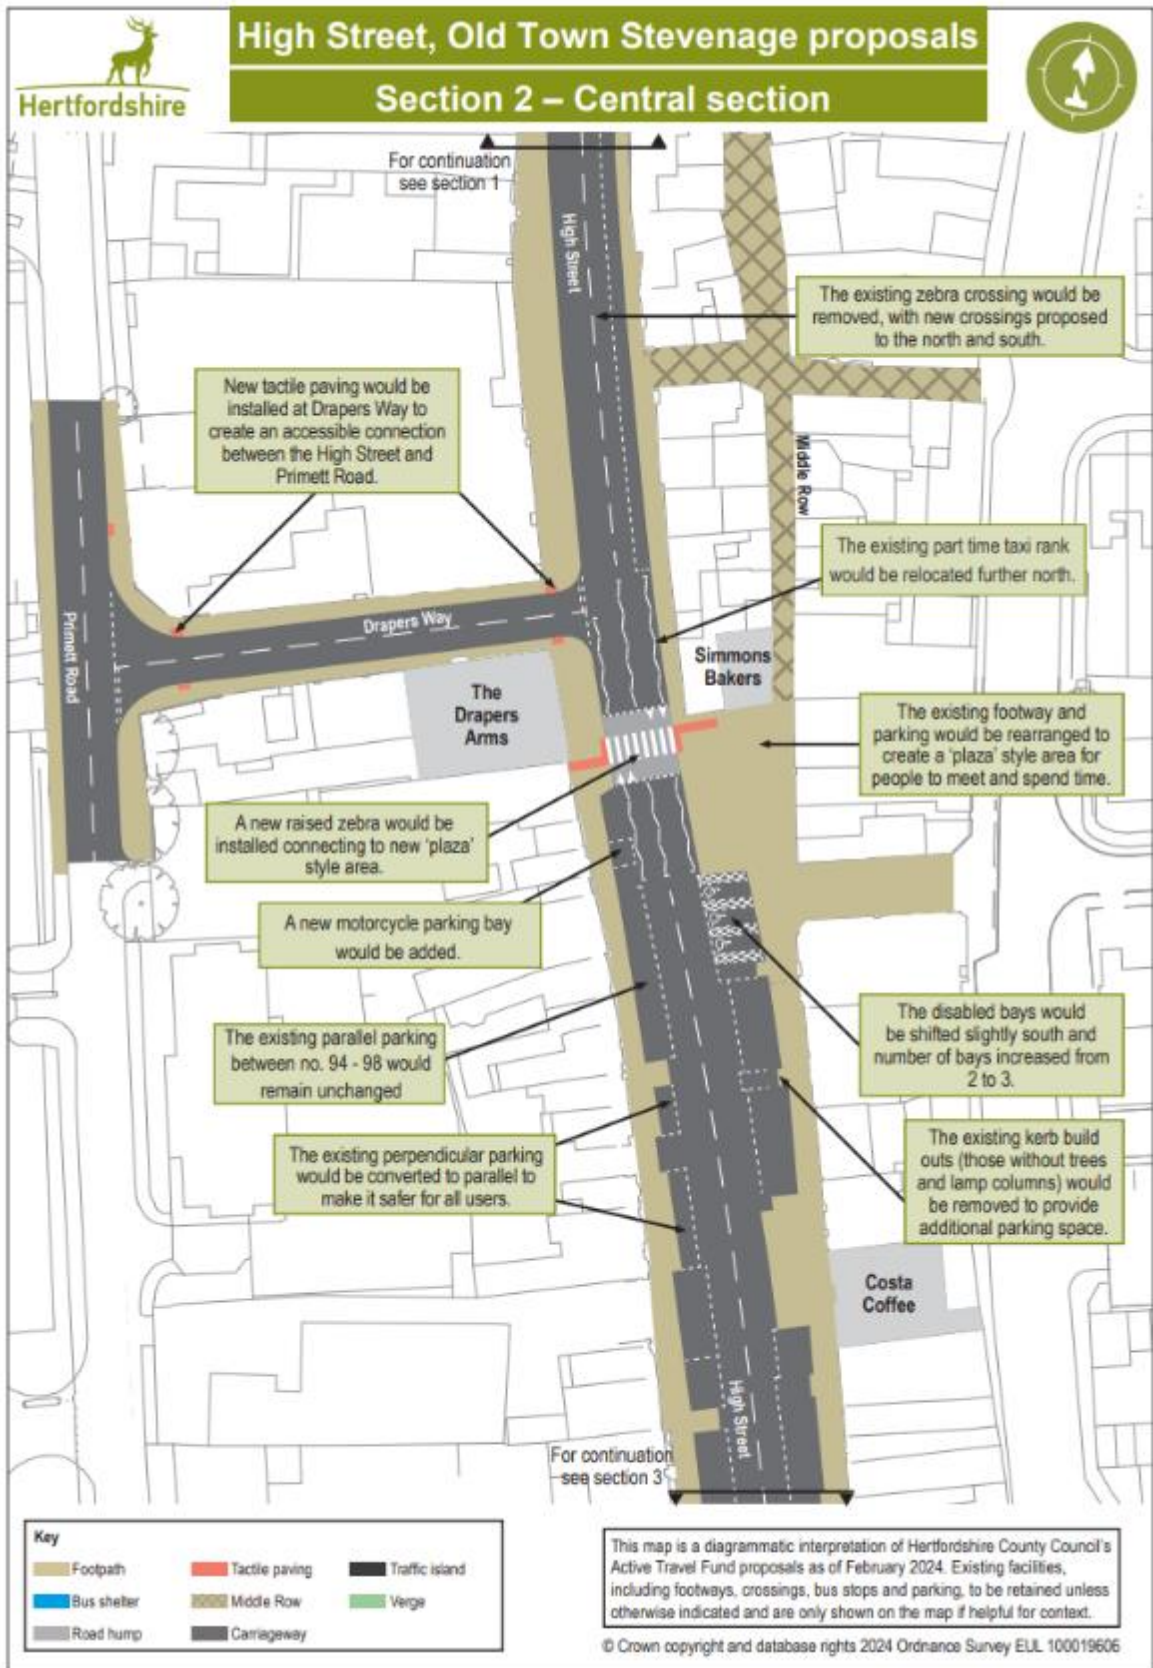 Hertfordshire
High Street, Old Town Stevenage proposals
Section 2 – Central section
For continuation
see section 1
High Street
The existing zebra crossing would be
removed, with new crossings proposed
to the north and south.
New tactile paving would be
installed at Drapers Way to
create an accessible connection
between the High Street and
Primett Road.
Middle Row
The existing part time taxi rank
would be relocated further north.
Drapers Way
Primett Road
Simmons
Bakers
The
Drapers
Arms
The existing footway and
parking would be rearranged to
create a 'plaza' style area for
people to meet and spend time.
A new raised zebra would be
installed connecting to new 'plaza'
style area.
A new motorcycle parking bay
would be added.
The existing parallel parking
between no. 94 - 98 would
remain unchanged
The disabled bays would
be shifted slightly south and
number of bays increased from
2 to 3.
The existing perpendicular parking
would be converted to parallel to
make it safer for all users.
The existing kerb build
outs (those without trees
and lamp columns) would
be removed to provide
additional parking space.
Costa
Coffee
High Street
For continuation
see section 3
Key
Footpath
Tactile paving
Traffic island
Bus shelter
Middle Row
Verge
Road hump
Carriageway
This map is a diagrammatic interpretation of Hertfordshire County Council's
Active Travel Fund proposals as of February 2024. Existing facilities,
including footways, crossings, bus stops and parking, to be retained unless
otherwise indicated and are only shown on the map if helpful for context.
© Crown copyright and database rights 2024 Ordnance Survey EUL 100019606